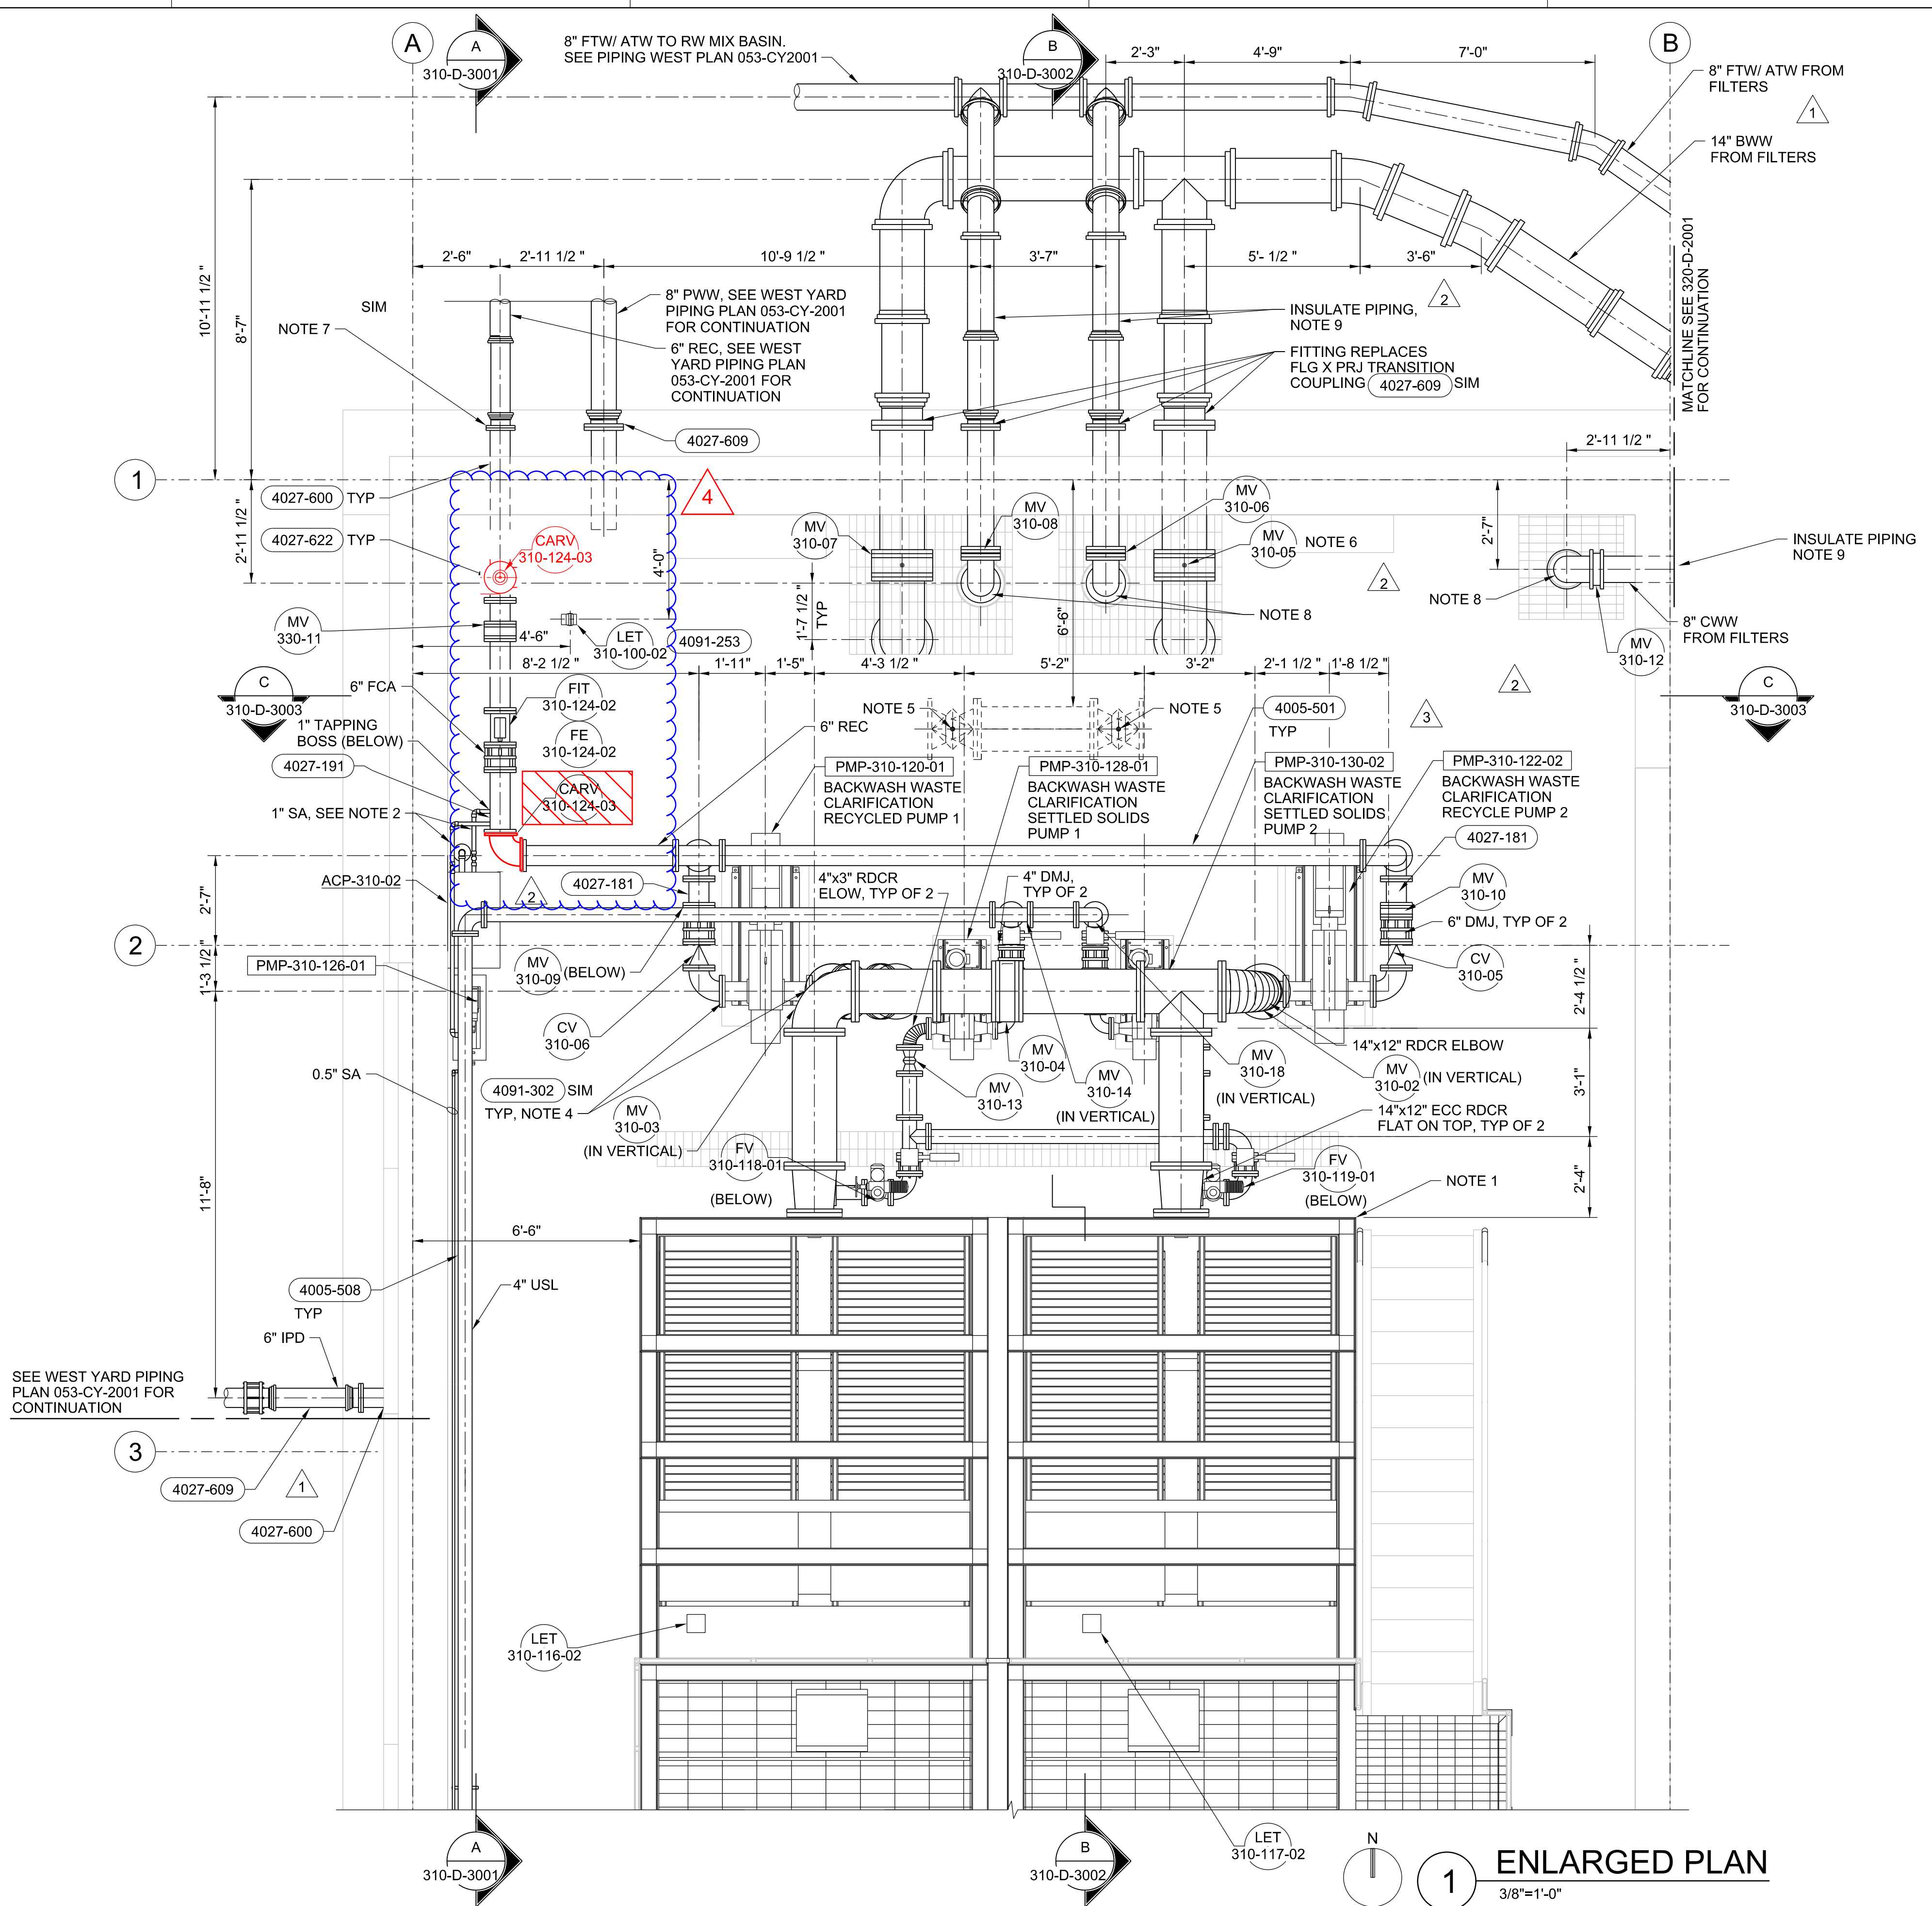 A
A
310-D-3001
8" FTW/ ATW TO RW MIX BASIN.
SEE PIPING WEST PLAN 053-CY2001
B
310-D-3002
2'-3"
4'-9"
7'-0"
B
8" FTW/ ATW FROM
FILTERS
1
14" BWW
FROM FILTERS
10'-11 1/2 "
8'-7"
2'-6"
2'-11 1/2 "
10'-9 1/2 "
3'-7"
5'- 1/2 "
3'-6"
MATCHLINE SEE 320-D-2001
FOR CONTINUATION
SIM
NOTE 7
8" PWW, SEE WEST YARD
PIPING PLAN 053-CY-2001
FOR CONTINUATION
6" REC, SEE WEST
YARD PIPING PLAN
053-CY-2001 FOR
CONTINUATION
2
INSULATE PIPING,
NOTE 9
FITTING REPLACES
FLG X PRJ TRANSITION
COUPLING 4027-609 SIM
4027-609
2'-11 1/2 "
1
4027-600 TYP
4
MV
310-08
MV
310-06
MV
310-07
MV
310-05
NOTE 6
2'-7"
INSULATE PIPING
NOTE 9
4027-622 TYP
2'-11 1/2 "
CARV
310-124-03
4'-0"
2
NOTE 8
NOTE 8
8" CWW
FROM FILTERS
MV
330-11
4'-6"
LET
310-100-02
4091-253
1'-7 1/2 "
TYP
6'-6"
MV
310-12
8'-2 1/2 "
1'-11"
1'-5"
4'-3 1/2 "
5'-2"
3'-2"
2'-1 1/2 "
1'-8 1/2 "
C
310-D-3003
6" FCA
FIT
310-124-02
2
C
310-D-3003
1" TAPPING
BOSS (BELOW)
FE
310-124-02
6" REC
NOTE 5
NOTE 5
4005-501
TYP
3
4027-191
CARV
310-124-03
PMP-310-120-01
BACKWASH WASTE
CLARIFICATION
RECYCLED PUMP 1
PMP-310-128-01
BACKWASH WASTE
CLARIFICATION
SETTLED SOLIDS
PUMP 1
PMP-310-130-02
BACKWASH WASTE
CLARIFICATION
SETTLED SOLIDS
PUMP 2
PMP-310-122-02
BACKWASH WASTE
CLARIFICATION
RECYCLE PUMP 2
1" SA, SEE NOTE 2
4027-181
ACP-310-02
2
4027-181
4"x3" RDCR
ELOW, TYP OF 2
4" DMJ,
TYP OF 2
MV
310-10
6" DMJ, TYP OF 2
2'-7"
2
PMP-310-126-01
MV
310-09
(BELOW)
CV
310-05
1'-3 1/2 "
2'-4 1/2 "
CV
310-06
MV
310-04
MV
310-18
(IN VERTICAL)
14"x12" RDCR ELBOW
MV
310-02
(IN VERTICAL)
0.5" SA
4091-302 SIM
TYP, NOTE 4
MV
310-03
(IN VERTICAL)
MV
310-13
MV
310-14
(IN VERTICAL)
3'-1"
14"x12" ECC RDCR
FLAT ON TOP, TYP OF 2
FV
310-118-01
(BELOW)
FV
310-119-01
(BELOW)
NOTE 1
2'-4"
11'-8"
6'-6"
4005-508
TYP
4" USL
6" IPD
SEE WEST YARD PIPING
PLAN 053-CY-2001 FOR
CONTINUATION
3
4027-609
1
4027-600
LET
310-116-02
LET
310-117-02
A
310-D-3001
B
310-D-3002
N
1
ENLARGED PLAN
3/8"=1'-0"